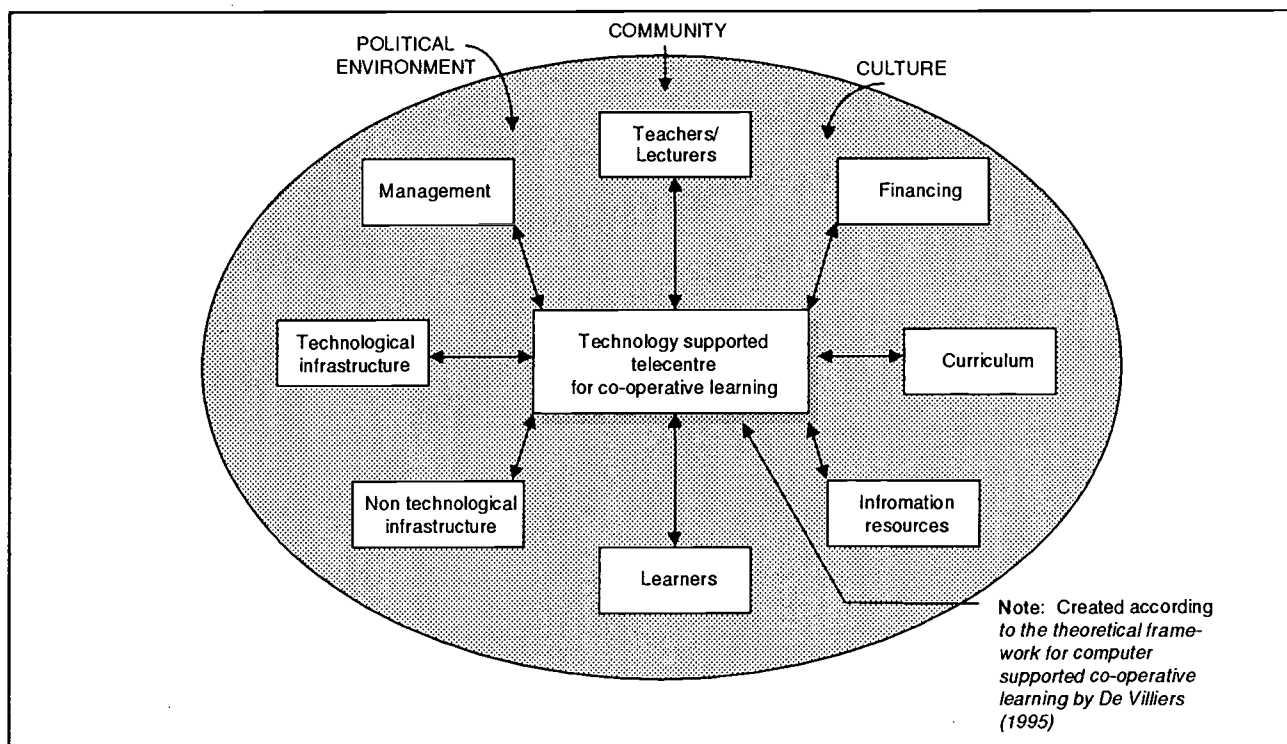 COMMUNITY
POLITICAL
ENVIRONMENT
CULTURE
Teachers/
Lecturers
Management
Financing
Technological
infrastructure
Technology supported
telecentre
for co-operative learning
Curriculum
Non technological
infrastructure
Infromation
resources
Learners
Note: Created according
to the theoretical frame-
work for computer
supported co-operative
learning by De Villiers
(1995)